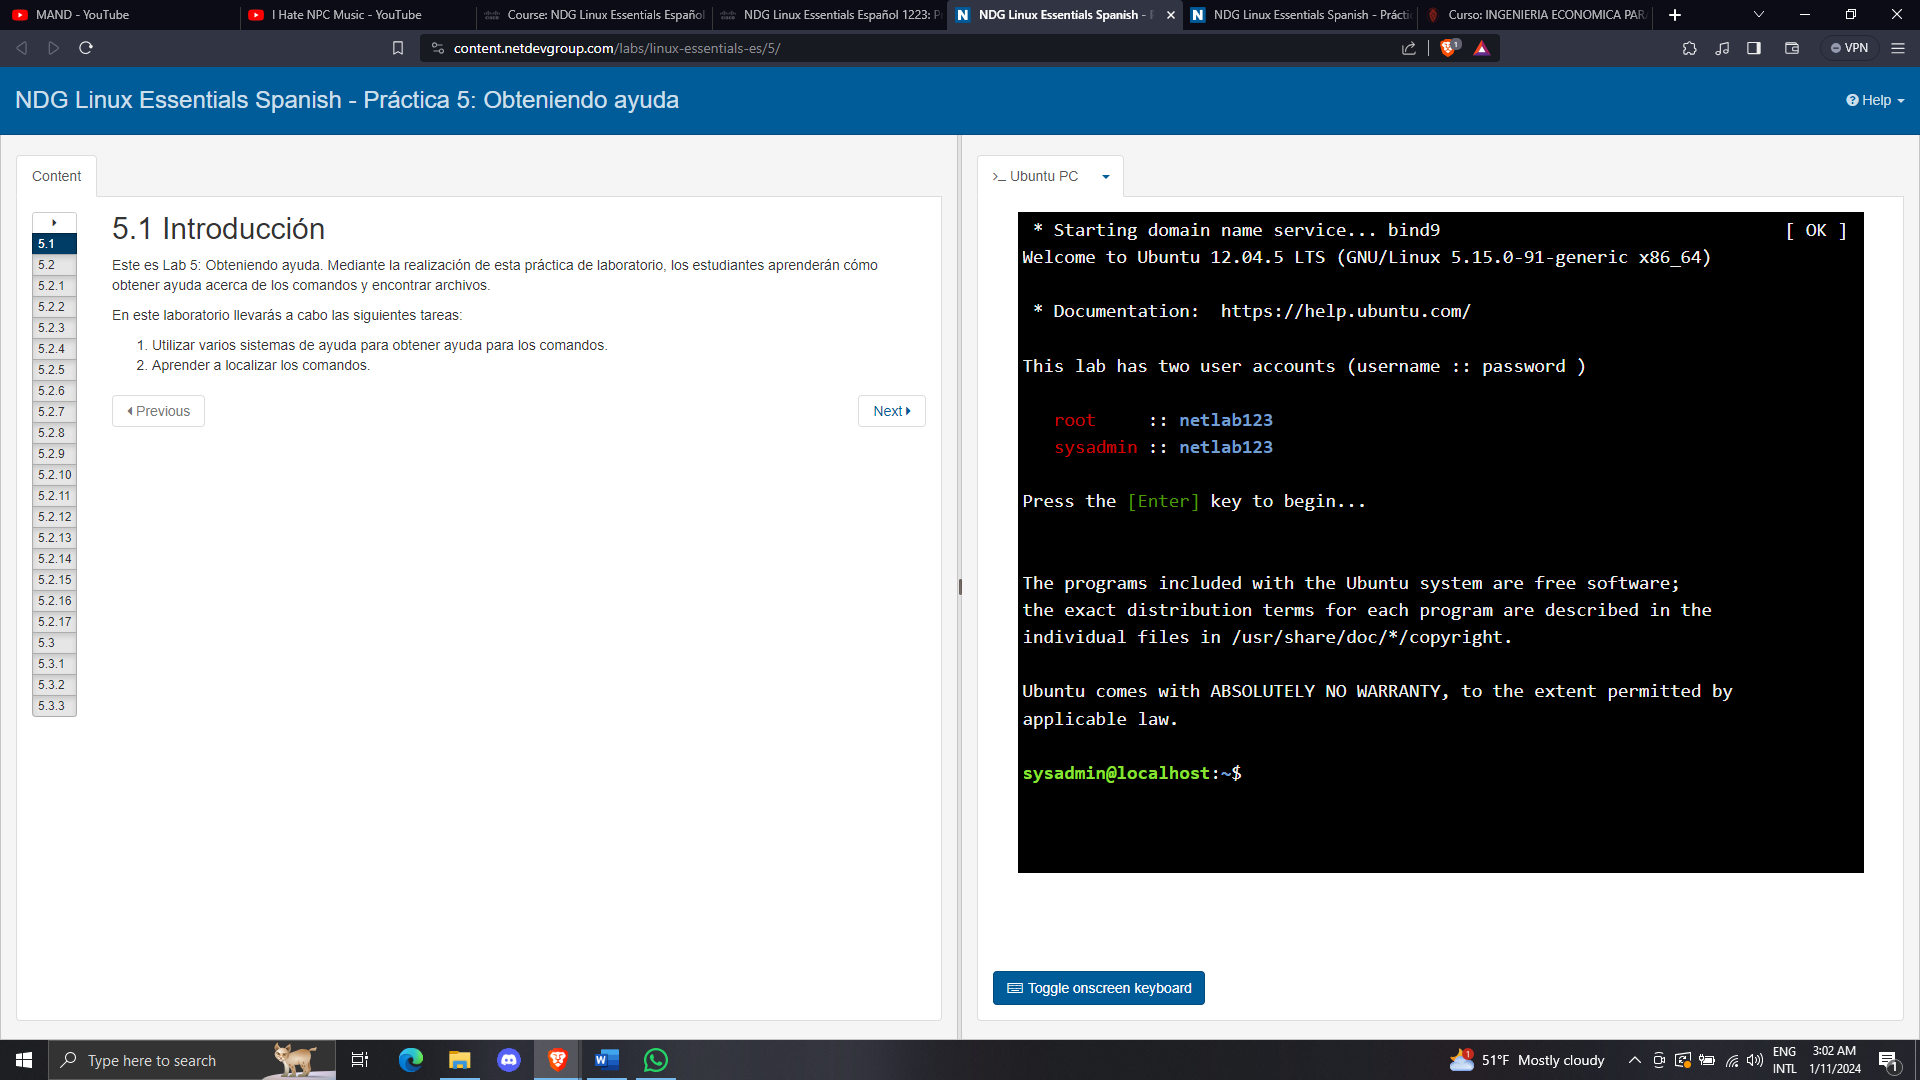 MAND - YouTube
I Hate NPC Music - YouTube
Course: NDG Linux Essentials Español
NDG Linux Essentials Español 1223: P
NDG Linux Essentials Spanish -
NDG Linux Essentials Spanish - Práctic
Curso: INGENIERIA ECONOMICA PAR
content.netdevgroup.com/labs/linux-essentials-es/5/
1
VPN
NDG Linux Essentials Spanish - Práctica 5: Obteniendo ayuda
Help
Content
5.1
5.2
5.2.1
5.2.2
5.2.3
5.2.4
5.2.5
5.2.6
5.2.7
5.2.8
5.2.9
5.2.10
5.2.11
5.2.12
5.2.13
5.2.14
5.2.15
5.2.16
5.2.17
5.3
5.3.1
5.3.2
5.3.3
5.1 Introducción
Este es Lab 5: Obteniendo ayuda. Mediante la realización de esta práctica de laboratorio, los estudiantes aprenderán cómo
obtener ayuda acerca de los comandos y encontrar archivos.
En este laboratorio llevarás a cabo las siguientes tareas:
1. Utilizar varios sistemas de ayuda para obtener ayuda para los comandos.
2. Aprender a localizar los comandos.
Previous
Next
>_ Ubuntu PC
* Starting domain name service... bind9 [ OK ]
Welcome to Ubuntu 12.04.5 LTS (GNU/Linux 5.15.0-91-generic x86_64)
* Documentation: https://help.ubuntu.com/
This lab has two user accounts (username :: password )
root :: netlab123
sysadmin :: netlab123
Press the [Enter] key to begin...
The programs included with the Ubuntu system are free software;
the exact distribution terms for each program are described in the
individual files in /usr/share/doc/*/copyright.
Ubuntu comes with ABSOLUTELY NO WARRANTY, to the extent permitted by
applicable law.
sysadmin@localhost:~$
Toggle onscreen keyboard
Type here to search
1
51°F Mostly cloudy
ENG
INTL
3:02 AM
1/11/2024
1